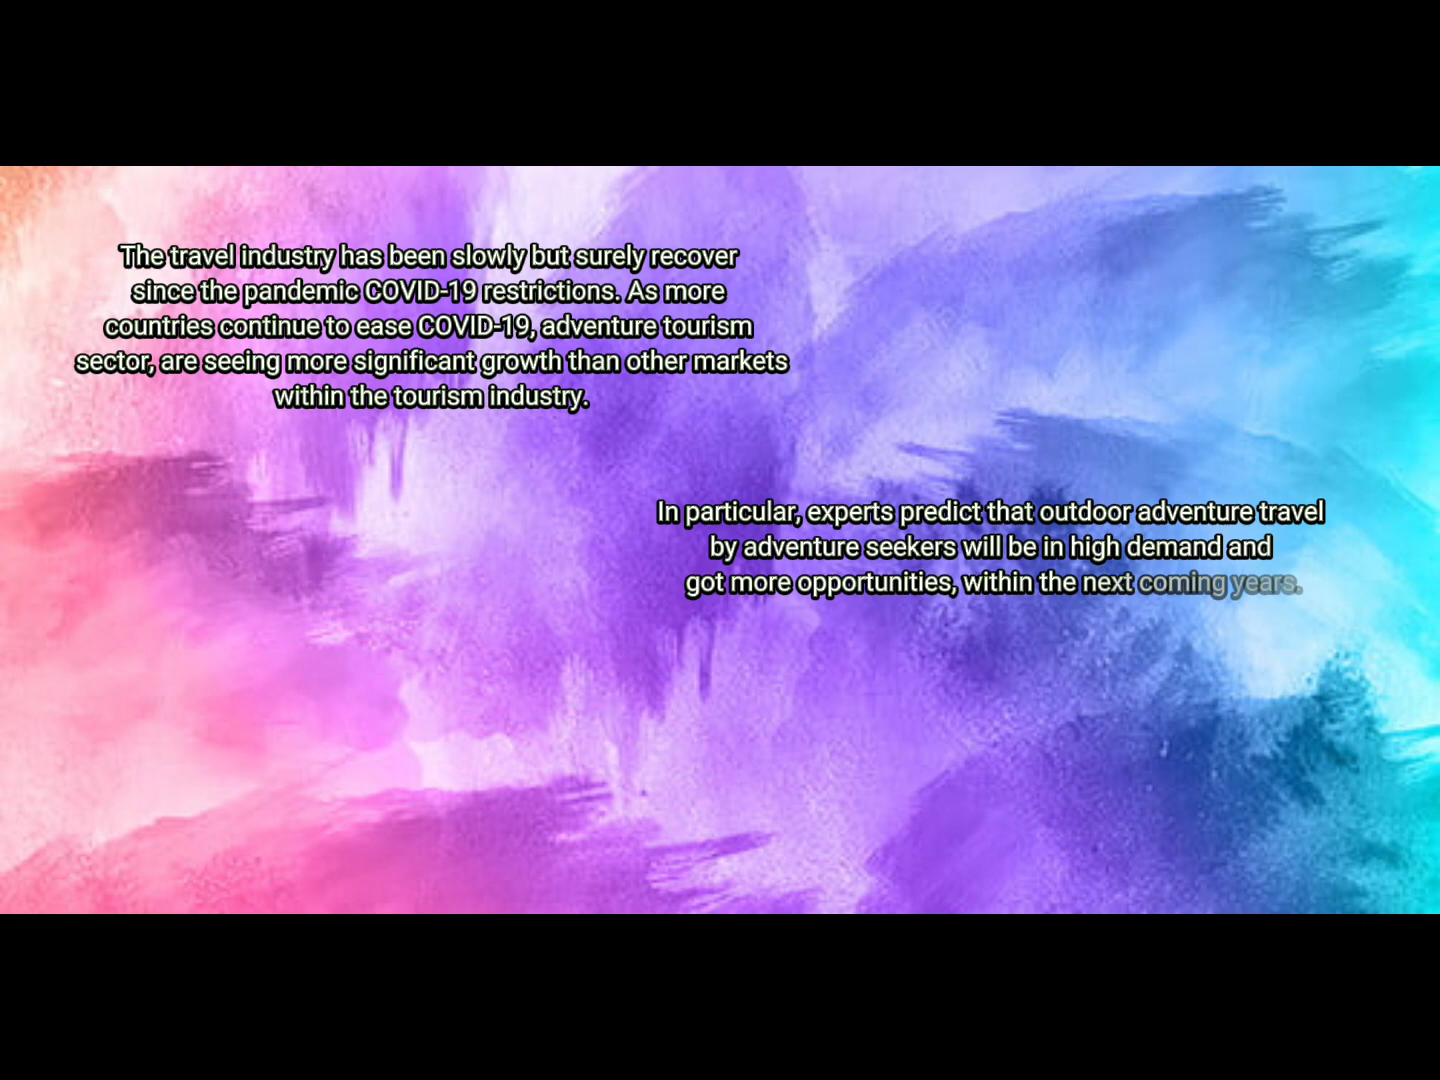 The travel industry has been slowly but surely recover
since the pandemic COVID-19 restrictions. As more
countries continue to ease COVID-19, adventure tourism
sector, are seeing more significant growth than other markets
within the tourism industry.
In particular, experts predict that outdoor adventure travel
by adventure seekers will be in high demand and
got more opportunities, within the next coming years.